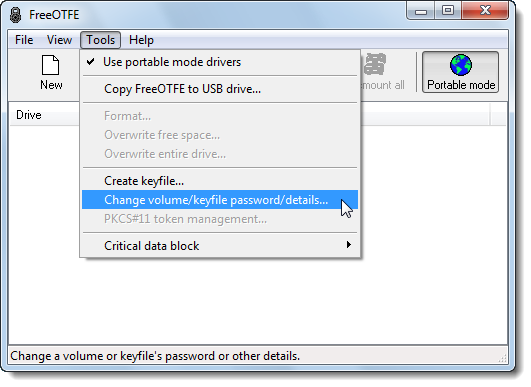 FreeOTFE
File View Tools Help
New
mount all
Portable mode
Drive
Use portable mode drivers
Copy FreeOTFE to USB drive...
Format...
Overwrite free space...
Overwrite entire drive...
Create keyfile...
Change volume/keyfile password/details...
PKCS#11 token management...
Critical data block
Change a volume or keyfile's password or other details.